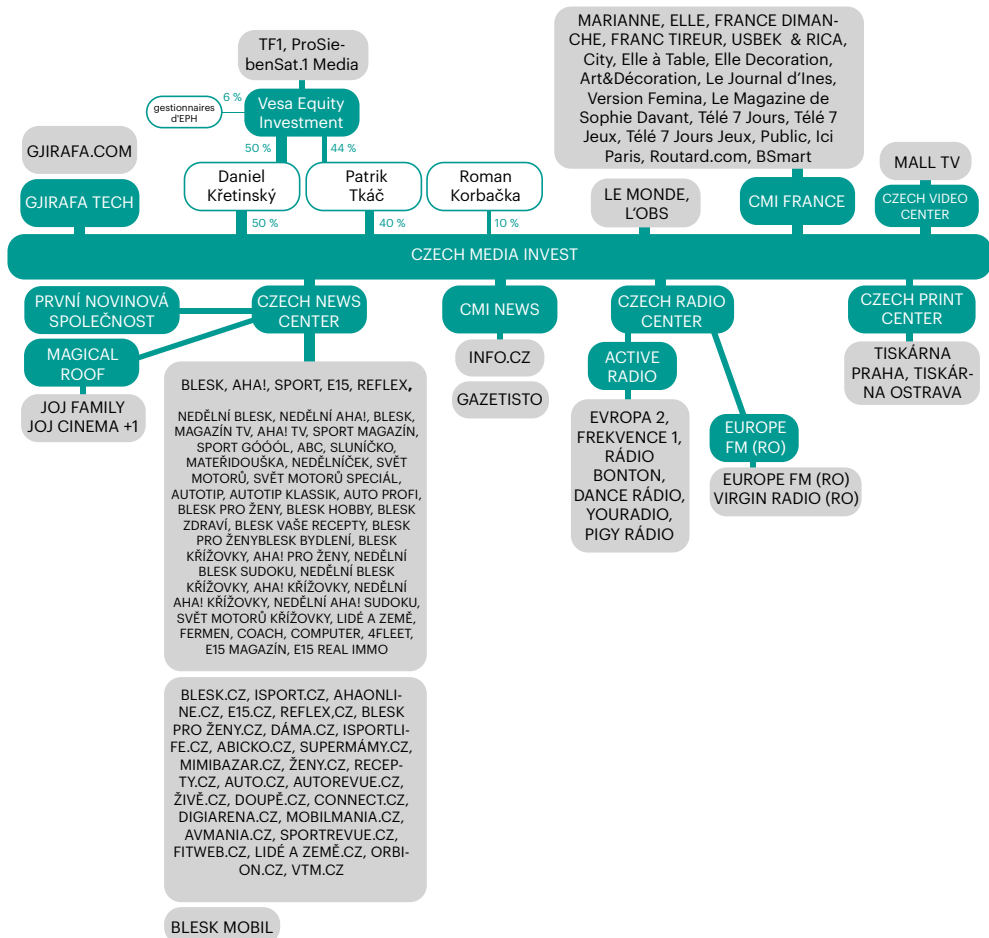 TF1, ProSie-
benSat.1 Media
gestionnaires
d'EPH
6 %
Vesa Equity
Investment
50 %
44 %
GJIRAFA.COM
GJIRAFA TECH
Daniel
Křetínský
Patrik
Tkáč
Roman
Korbačka
50 %
40 %
10 %
MARIANNE, ELLE, FRANCE DIMAN-
CHE, FRANC TIREUR, USBEK & RICA,
City, Elle à Table, Elle Decoration,
Art&Décoration, Le Journal d’Ines,
Version Femina, Le Magazine de
Sophie Davant, Télé 7 Jours, Télé 7
Jeux, Télé 7 Jours Jeux, Public, Ici
Paris, Routard.com, BSmart
LE MONDE,
L’OBS
CMI FRANCE
MALL TV
CZECH VIDEO
CENTER
CZECH MEDIA INVEST
PRVNÍ NOVINOVÁ
SPOLEČNOST
MAGICAL
ROOF
JOJ FAMILY
JOJ CINEMA +1
CZECH NEWS
CENTER
BLESK, AHA!, SPORT, E15, REFLEX,
NEDĚLNÍ BLESK, NEDĚLNÍ AHA!, BLESK,
MAGAZÍN TV, AHA! TV, SPORT MAGAZÍN,
SPORT GÓÓÓL, ABC, SLUNÍČKO,
MATEŘIDOUŠKA, NEDĚLNÍČEK, SVĚT
MOTORŮ, SVĚT MOTORŮ SPECIÁL,
AUTOTIP, AUTOTIP KLASSIK, AUTO PROFI,
BLESK PRO ŽENY, BLESK HOBBY, BLESK
ZDRAVÍ, BLESK VAŠE RECEPTY, BLESK
PRO ŽENYBLESK BYDLENÍ, BLESK
KŘÍŽOVKY, AHA! PRO ŽENY, NEDĚLNÍ
BLESK SUDOKU, NEDĚLNÍ BLESK
KŘÍŽOVKY, AHA! KŘÍŽOVKY, NEDĚLNÍ
AHA! KŘÍŽOVKY, NEDĚLNÍ AHA! SUDOKU,
SVĚT MOTORŮ KŘÍŽOVKY, LIDÉ A ZEMĚ,
FERMEN, COACH, COMPUTER, 4FLEET,
E15 MAGAZÍN, E15 REAL IMMO
BLESK.CZ, ISPORT.CZ, AHAONLI-
NE.CZ, E15.CZ, REFLEX,CZ, BLESK
PRO ŽENY.CZ, DÁMA.CZ, ISPORTLI-
FE.CZ, ABICKO.CZ, SUPERMÁMY.CZ,
MIMIBAZAR.CZ, ŽENY.CZ, RECEP-
TY.CZ, AUTO.CZ, AUTOREVUE.CZ,
ŽIVĚ.CZ, DOUPĚ.CZ, CONNECT.CZ,
DIGIARENA.CZ, MOBILMANIA.CZ,
AVMANIA.CZ, SPORTREVUE.CZ,
FITWEB.CZ, LIDÉ A ZEMĚ.CZ, ORBI-
ON.CZ, VTM.CZ
BLESK MOBIL
CMI NEWS
INFO.CZ
GAZETISTO
CZECH RADIO
CENTER
ACTIVE
RADIO
EVROPA 2,
FREKVENCE 1,
RÁDIO
BONTON,
DANCE RÁDIO,
YOURADIO,
PIGY RÁDIO
EUROPE
FM (RO)
EUROPE FM (RO)
VIRGIN RADIO (RO)
CZECH PRINT
CENTER
TISKÁRNA
PRAHA, TISKÁR-
NA OSTRAVA